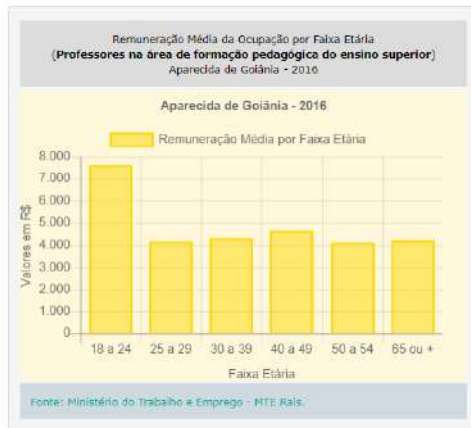 Remuneração Média da Ocupação por Faixa Etária
(Professores na área de formação pedagógica do ensino superior)
Aparecida de Goiânia - 2016
Aparecida de Goiânia - 2016
Remuneração Média por Faixa Etária
8.000
7.000
6.000
5.000
4.000
3.000
2.000
1.000
0
Valores em R$
18 a 24 25 a 29 30 a 39 40 a 49 50 a 54 65 ou +
Faixa Etária
Fonte: Ministério do Trabalho e Emprego - MTE Rais.